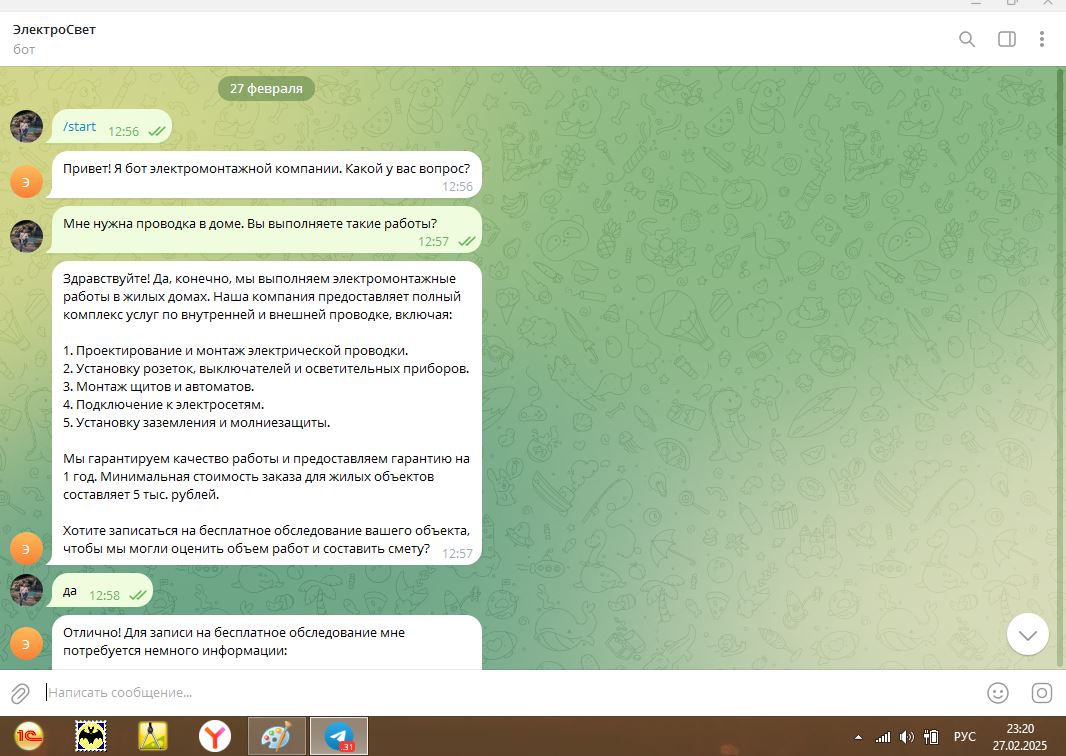 ЭлектроСвет
бот
27 февраля
/start 12:56
Привет! Я бот электромонтажной компании. Какой у вас вопрос?
12:56
Э
Мне нужна проводка в доме. Вы выполняете такие работы?
12:57
Здравствуйте! Да, конечно, мы выполняем электромонтажные
работы в жилых домах. Наша компания предоставляет полный
комплекс услуг по внутренней и внешней проводке, включая:
1. Проектирование и монтаж электрической проводки.
2. Установку розеток, выключателей и осветительных приборов.
3. Монтаж щитов и автоматов.
4. Подключение к электросетям.
5. Установку заземления и молниезащиты.
Мы гарантируем качество работы и предоставляем гарантию на
1 год. Минимальная стоимость заказа для жилых объектов
составляет 5 тыс. рублей.
Хотите записаться на бесплатное обследование вашего объекта,
чтобы мы могли оценить объем работ и составить смету? 12:57
Э
да 12:58
Отлично! Для записи на бесплатное обследование мне
потребуется немного информации:
Э
Написать сообщение...
1С
Y
31
РУС
23:20
27.02.2025